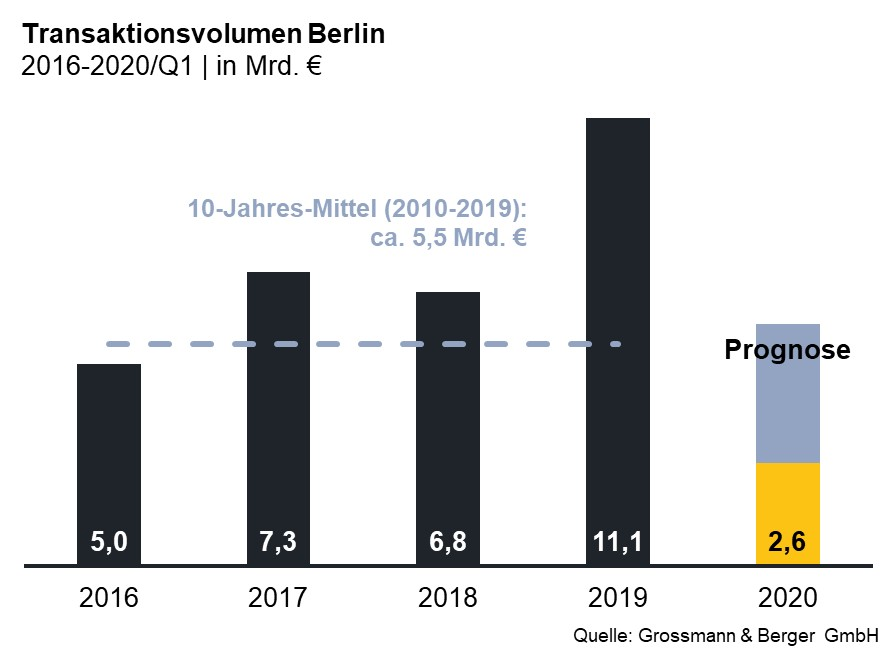 Transaktionsvolumen Berlin
2016-2020/Q1 | in Mrd. €
10-Jahres-Mittel (2010-2019):
ca. 5,5 Mrd. €
Prognose
5,0 7,3 6,8 11,1 2,6
2016 2017 2018 2019 2020
Quelle: Grossmann & Berger GmbH